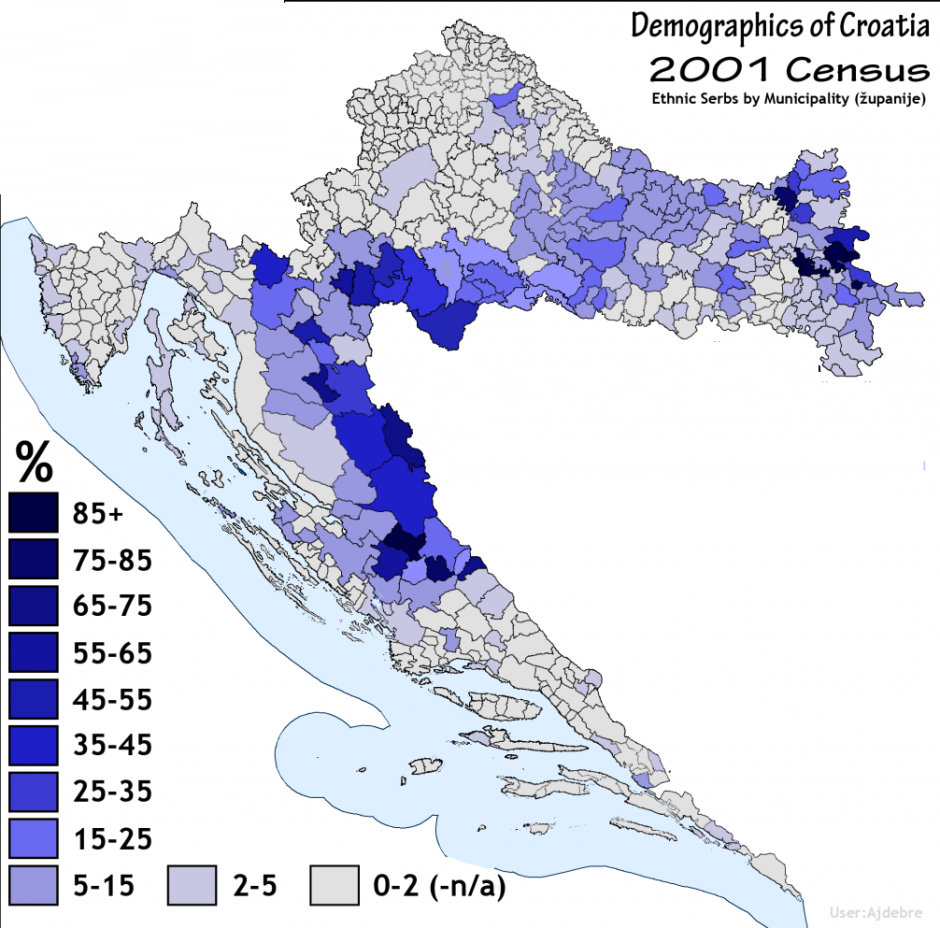 Demographics of Croatia
2001 Census
Ethnic Serbs by Municipality (županije)
%
85+
75-85
65-75
55-65
45-55
35-45
25-35
15-25
5-15
2-5
0-2 (-n/a)
User:Ajdebre